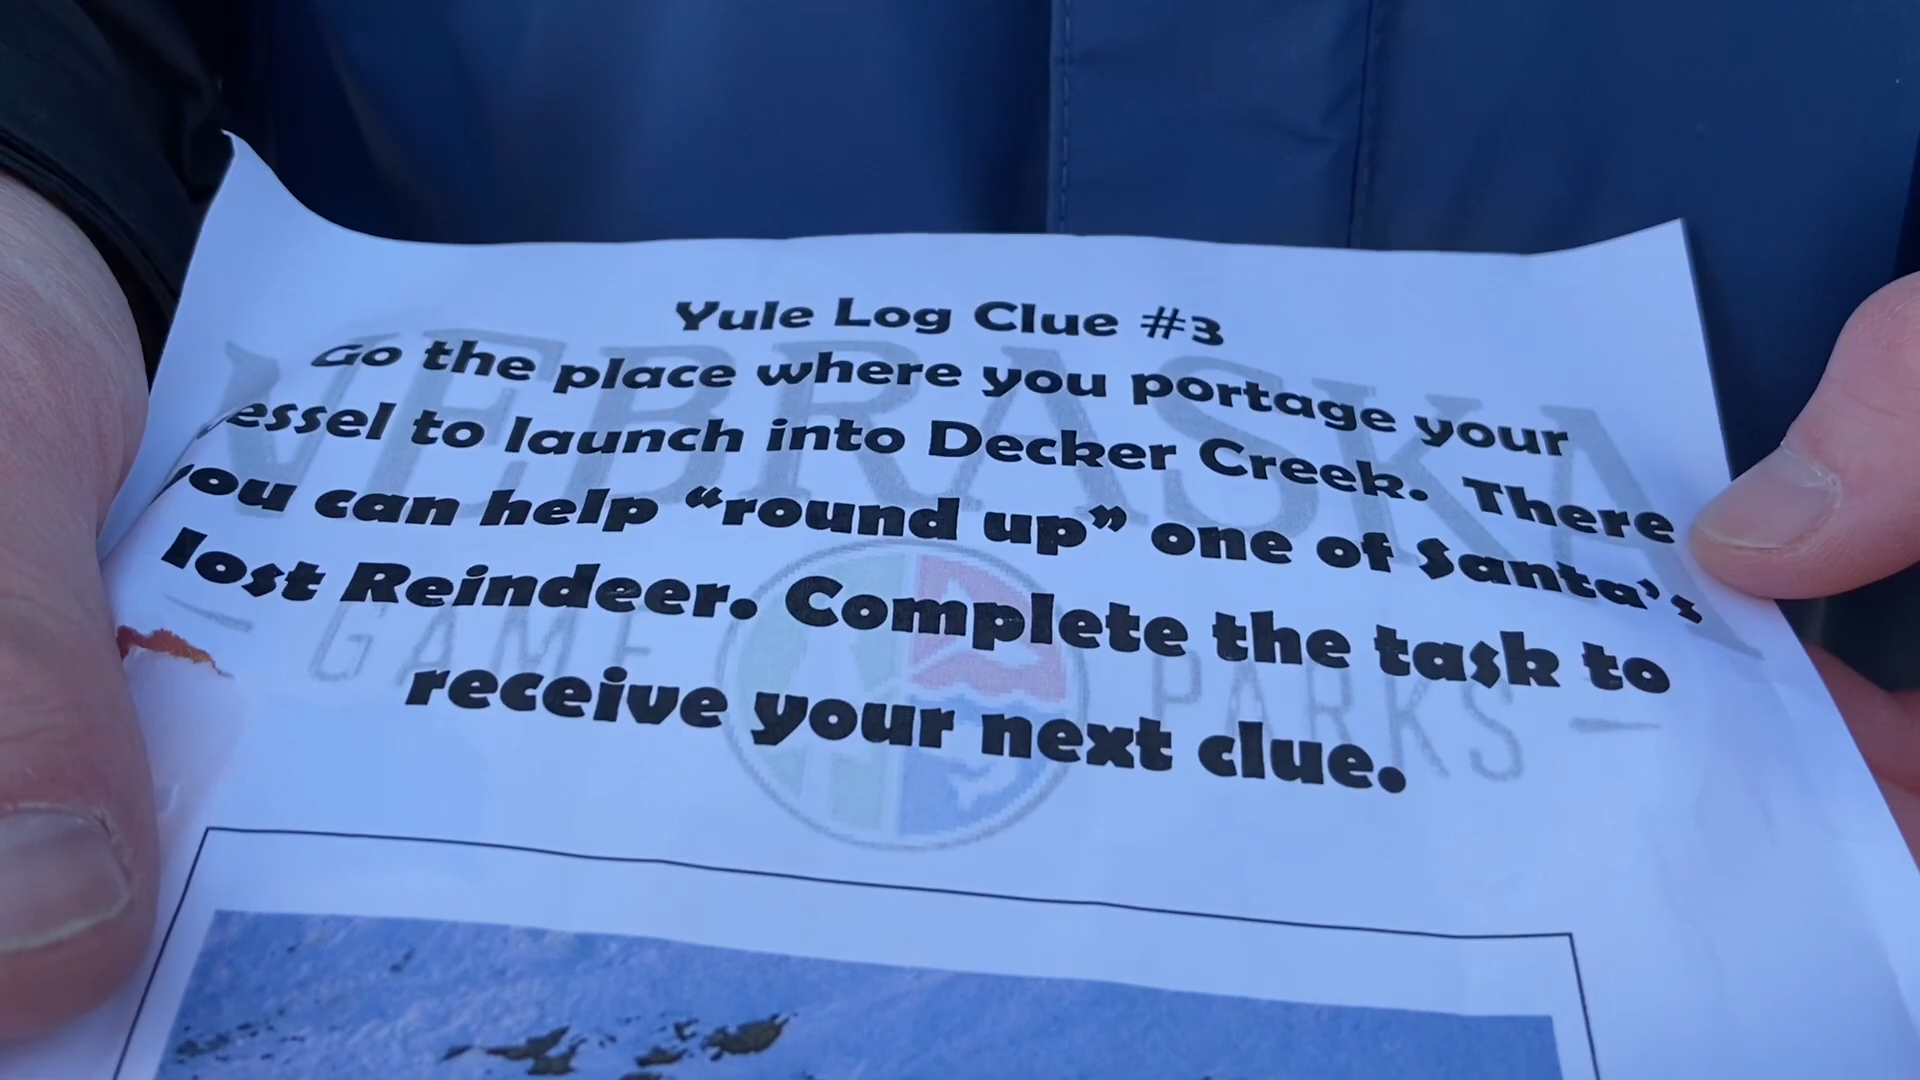 Yule Log Clue #3
Go the place where you portage your
essel to launch into Decker Creek. There
you can help “round up” one of Santa’s
lost Reindeer. Complete the task to
receive your next clue.
NEBRASKA
— GAME PARKS —